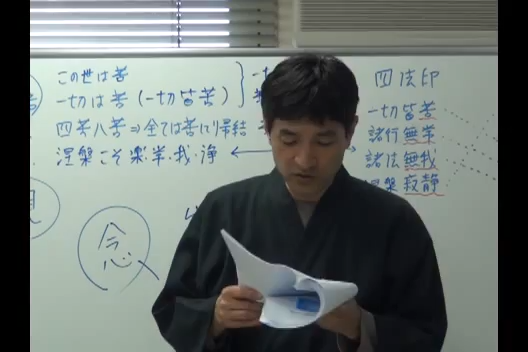 この世は苦
一切は苦（一切皆苦）
四苦八苦⇒全ては苦に帰結
涅槃こそ楽・常・我・浄
四法印
一切皆苦
諸行無常
諸法無我
涅槃寂静
念